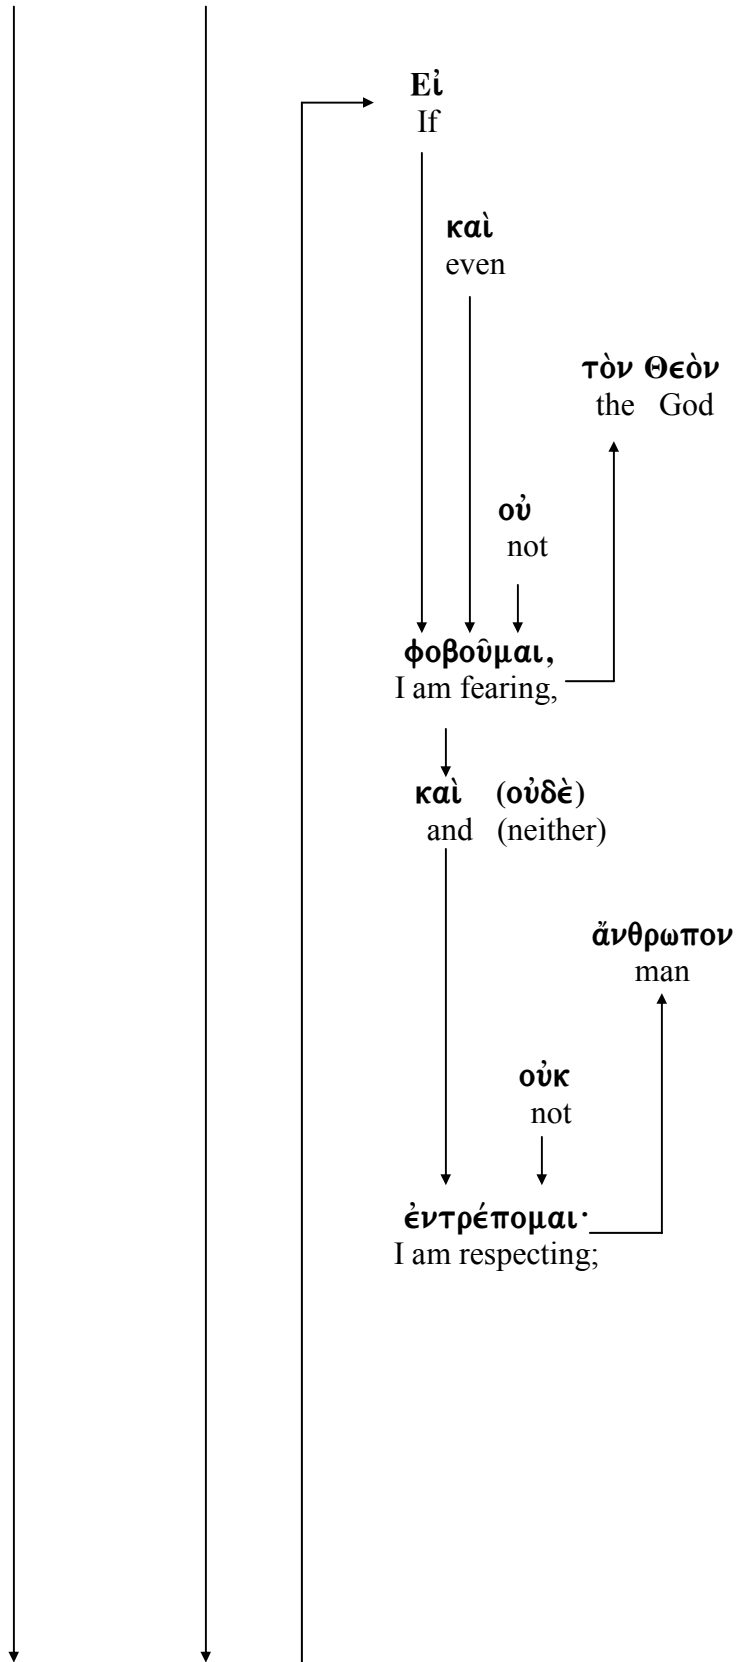 Εἰ
If
καὶ
even
τὸν Θεὸν
the God
οὐ
not
φοβοῦμαι,
I am fearing,
καὶ (οὐδὲ)
and (neither)
ἄνθρωπον
man
οὐκ
not
ἐντρέπομαι·
I am respecting;